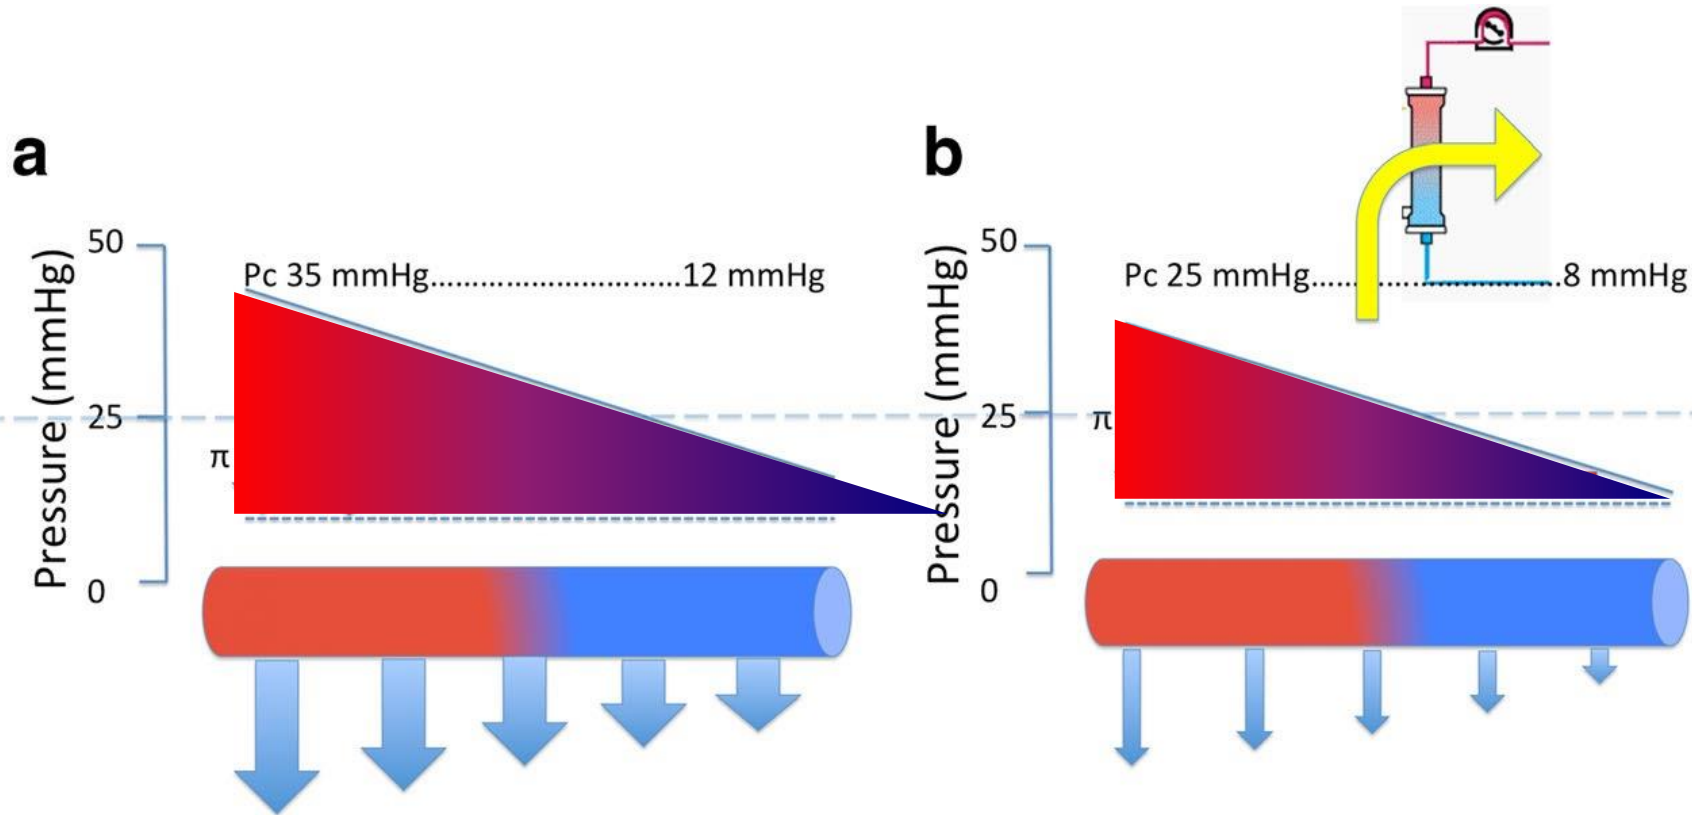 a
50
Pc 35 mmHg..............................12 mmHg
25
π
0
Pressure (mmHg)
b
50
Pc 25 mmHg..............................8 mmHg
25
π
0
Pressure (mmHg)